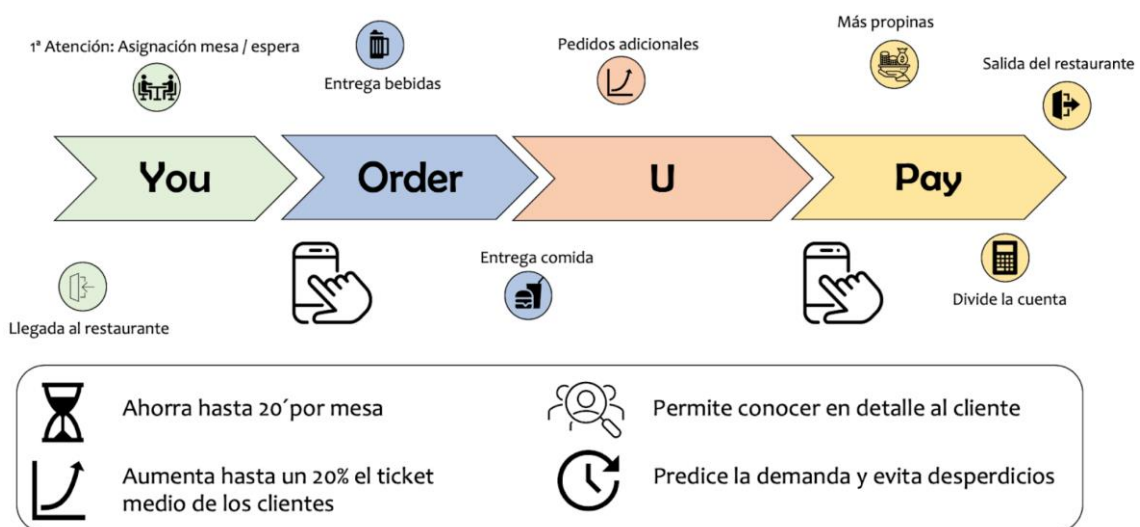 1ª Atención: Asignación mesa / espera
Entrega bebidas
Pedidos adicionales
Más propinas
Salida del restaurante
You
Order
U
Pay
Llegada al restaurante
Entrega comida
Divide la cuenta
Ahorra hasta 20´por mesa
Aumenta hasta un 20% el ticket
medio de los clientes
Permite conocer en detalle al cliente
Predice la demanda y evita desperdicios